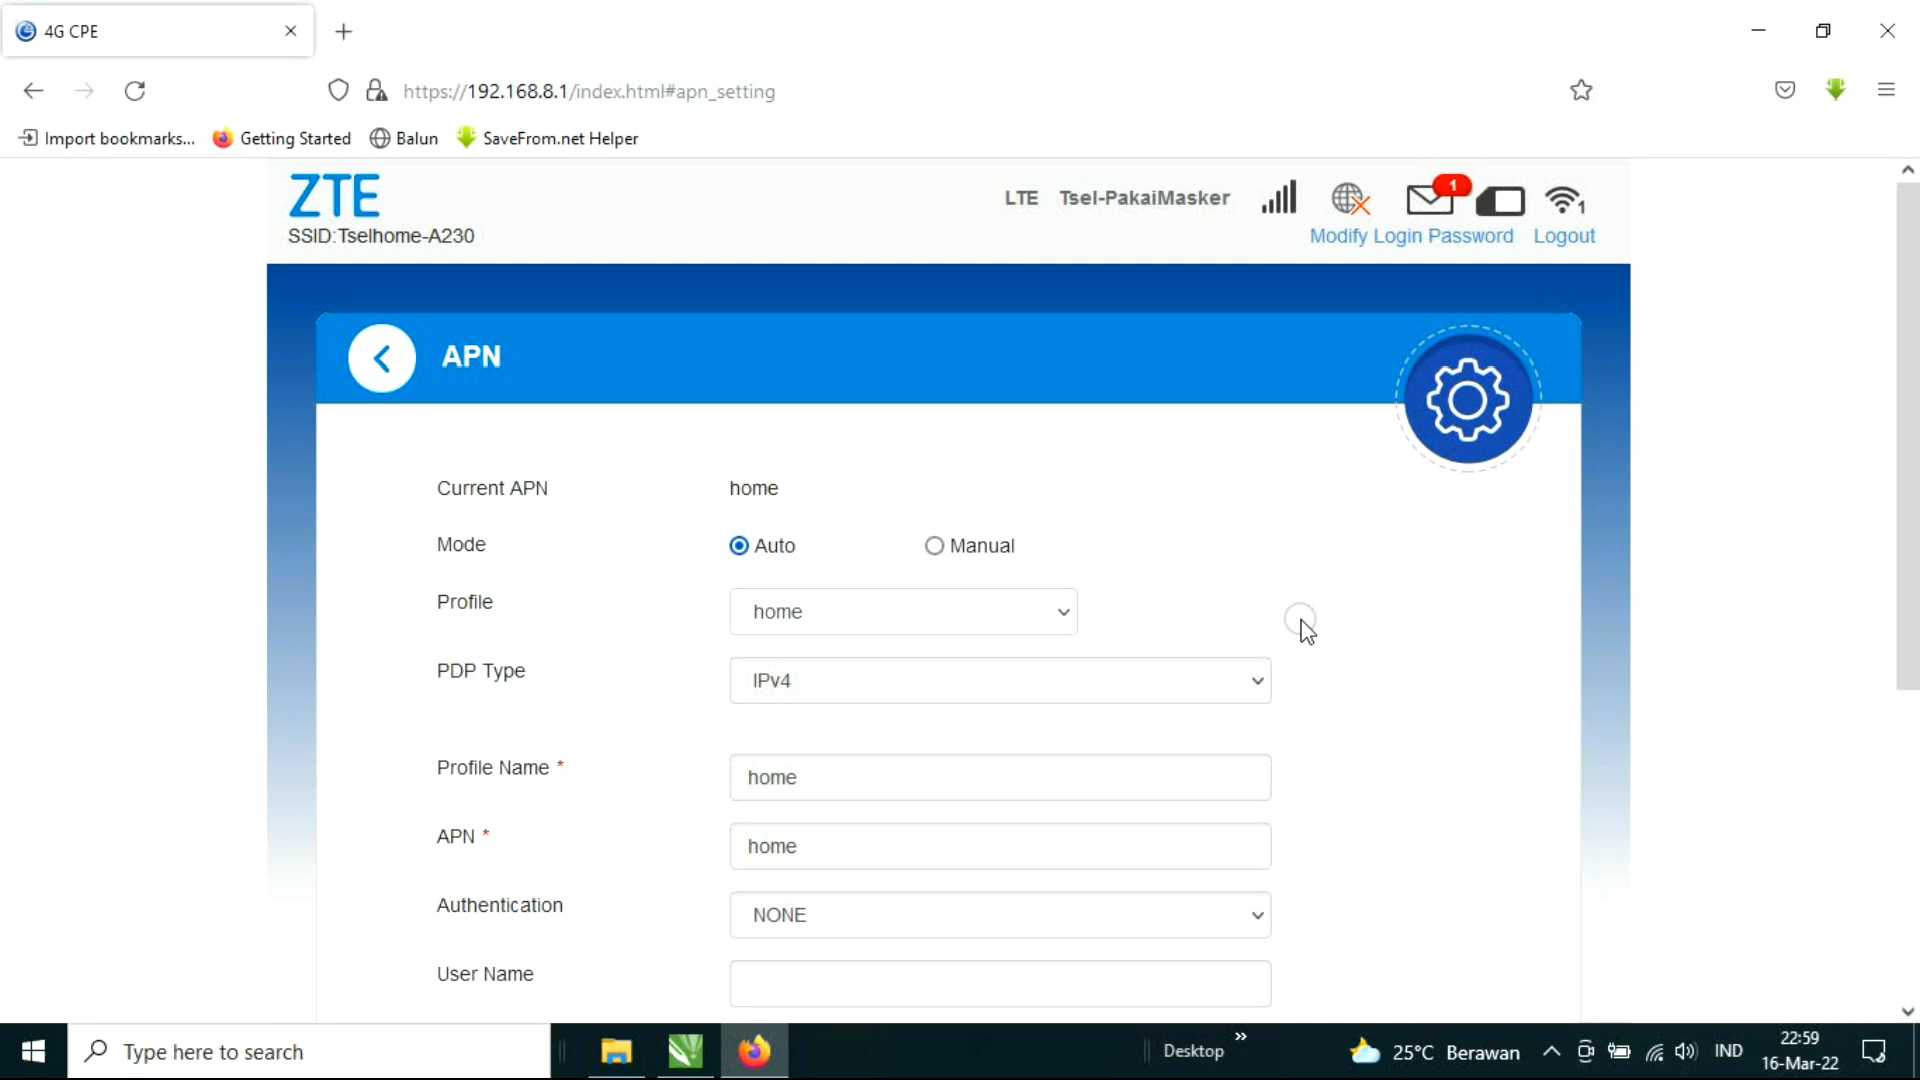 4G CPE
https://192.168.8.1/index.html#apn_setting
Import bookmarks... Getting Started Balun SaveFrom.net Helper
ZTE
LTE Tsel-PakaiMasker 1 1
SSID:Tselhome-A230
Modify Login Password Logout
APN
Current APN home
Mode Auto Manual
Profile home
PDP Type IPv4
Profile Name * home
APN * home
Authentication NONE
User Name
Type here to search
Desktop »
25°C Berawan IND
22:59
16-Mar-22